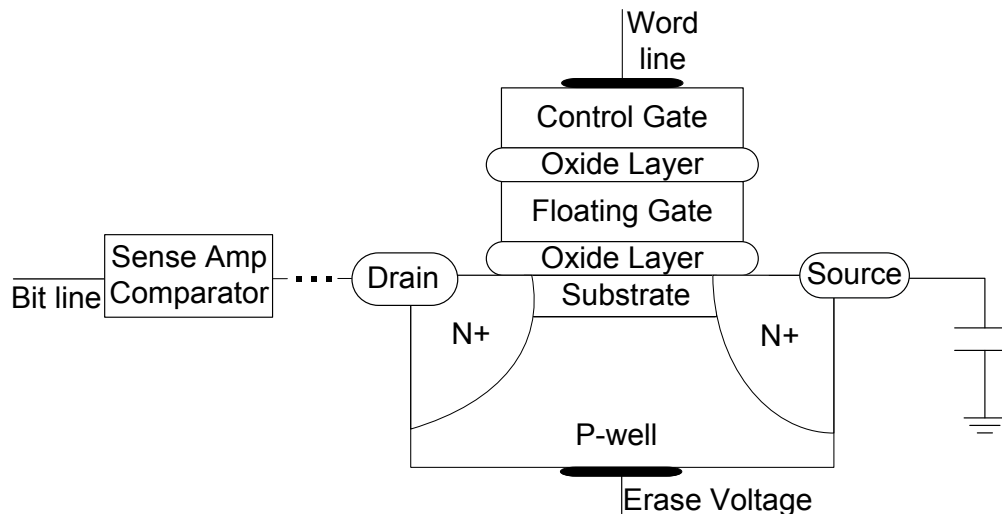 Word
line
Control Gate
Oxide Layer
Floating Gate
Oxide Layer
Sense Amp
Comparator
Bit line
Drain
Substrate
Source
N+
N+
P-well
Erase Voltage